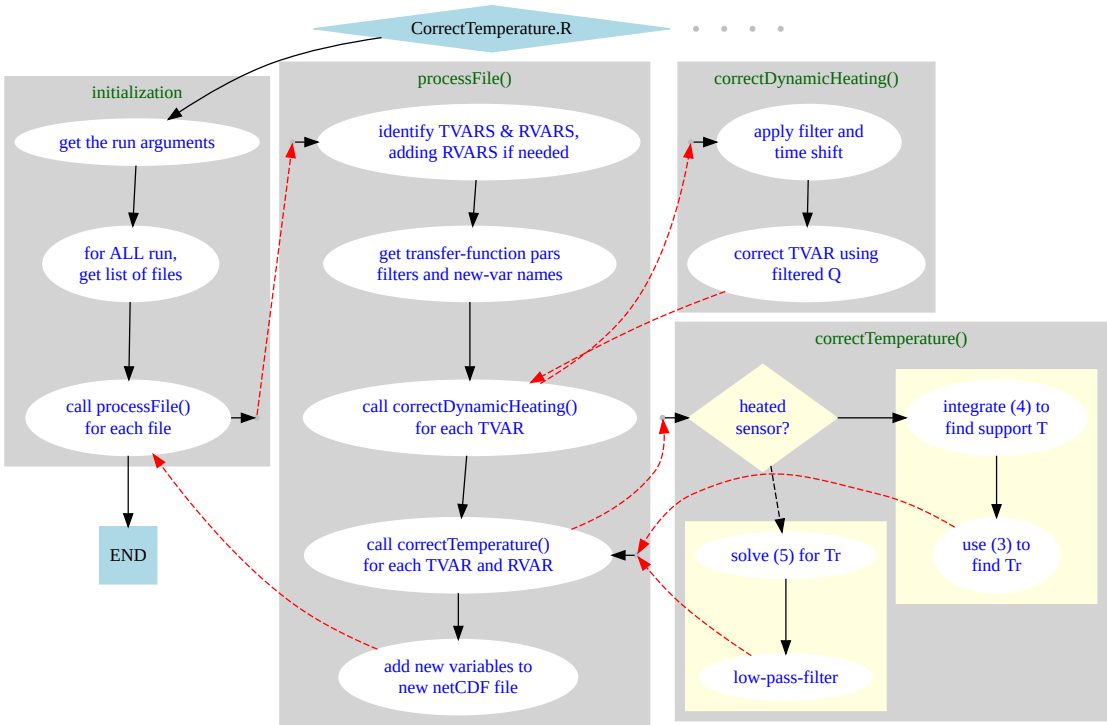 CorrectTemperature.R
initialization
get the run arguments
for ALL run,
get list of files
call processFile()
for each file
END
processFile()
identify TVARS & RVARS,
adding RVARS if needed
get transfer-function pars
filters and new-var names
call correctDynamicHeating()
for each TVAR
call correctTemperature()
for each TVAR and RVAR
add new variables to
new netCDF file
correctDynamicHeating()
apply filter and
time shift
correct TVAR using
filtered Q
correctTemperature()
heated
sensor?
integrate (4) to
find support T
use (3) to
find Tr
solve (5) for Tr
low-pass-filter